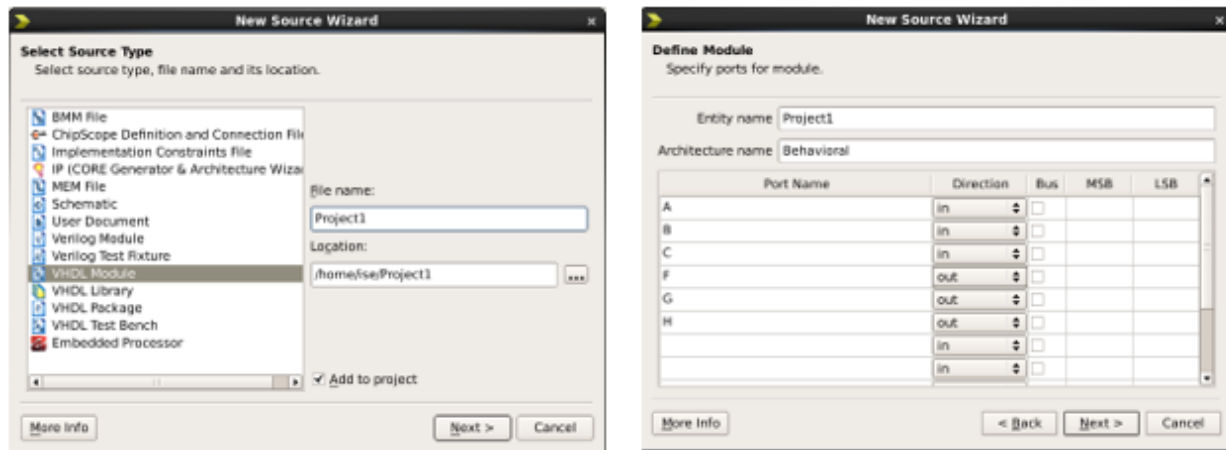 New Source Wizard
Select Source Type
Select source type, file name and its location.
BMM File
ChipScope Definition and Connection File
Implementation Constraints File
IP (CORE Generator & Architecture Wizar
MEM File
Schematic
User Document
Verilog Module
Verilog Test Fixture
VHDL Module
VHDL Library
VHDL Package
VHDL Test Bench
Embedded Processor
File name:
Project1
Location:
/home/ise/Project1
...
Add to project
More Info
Next >
Cancel
New Source Wizard
Define Module
Specify ports for module.
Entity name Project1
Architecture name Behavioral
Port Name Direction Bus MSB LSB
A in
B in
C in
F out
G out
H out
in
in
More Info
< Back
Next >
Cancel